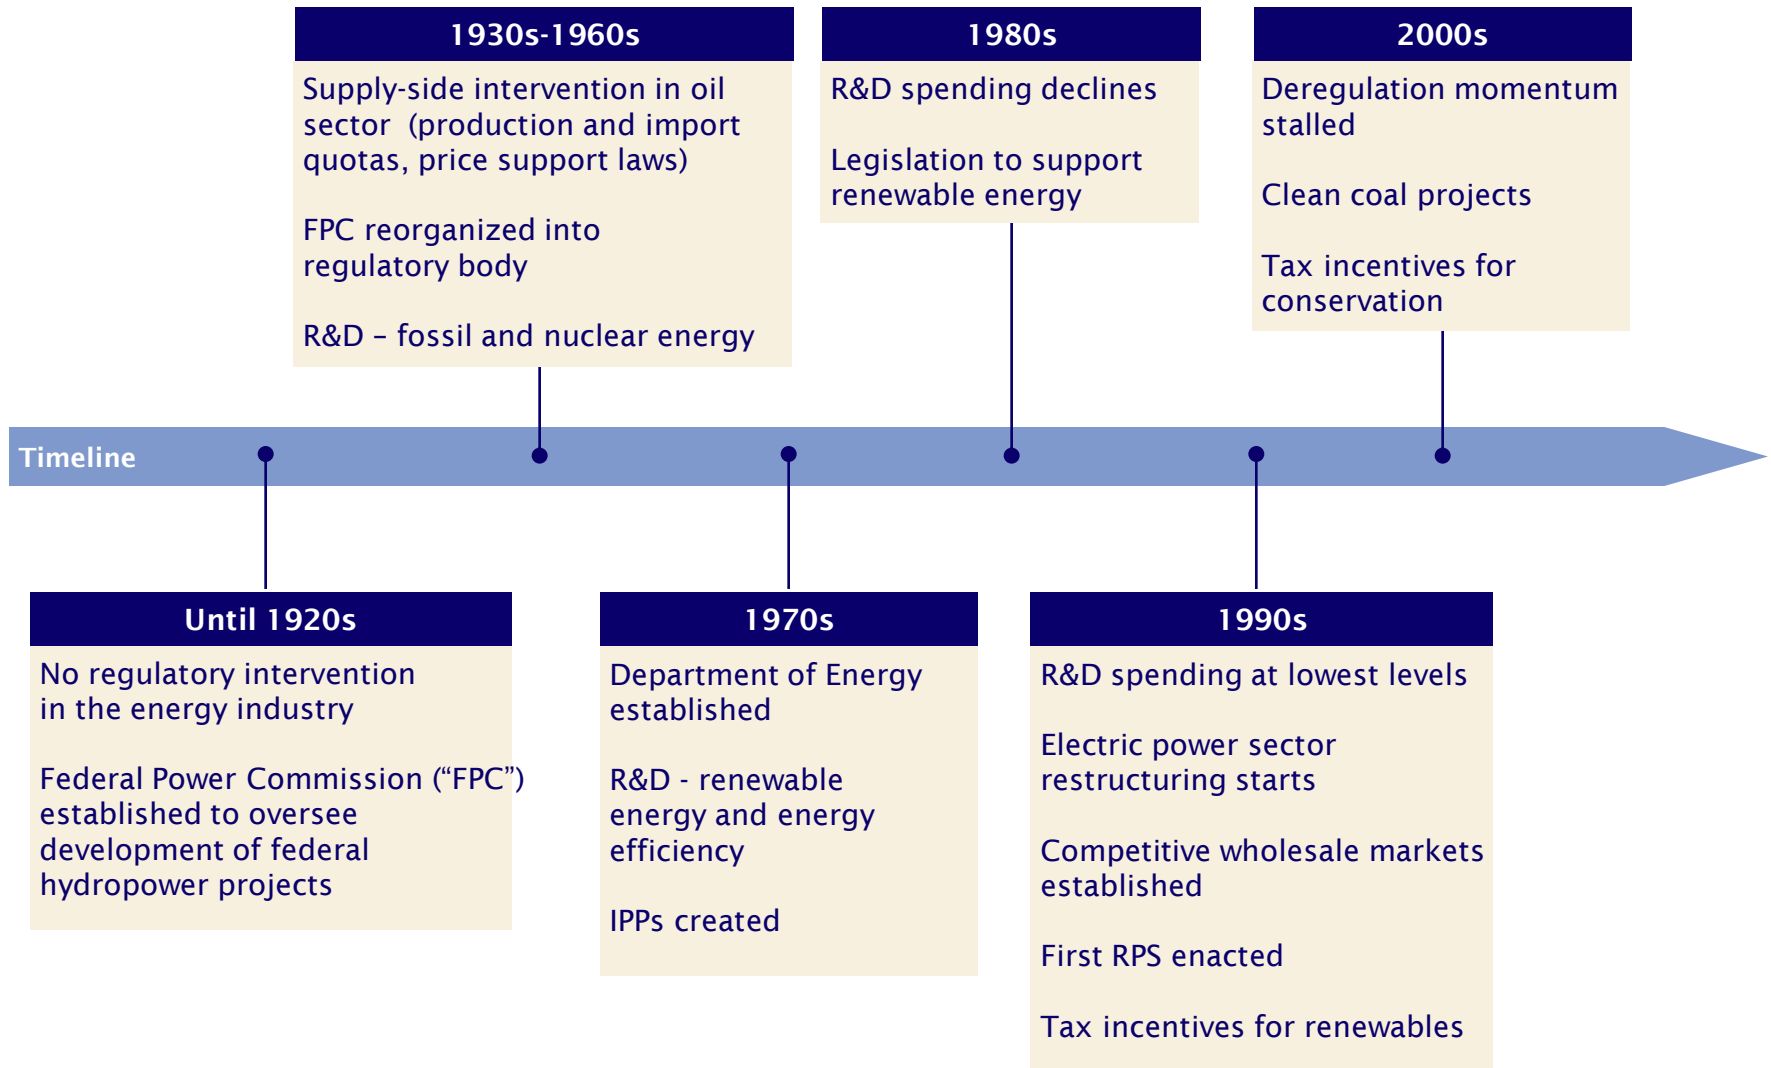 1930s-1960s
Supply-side intervention in oil
sector (production and import
quotas, price support laws)
FPC reorganized into
regulatory body
R&D – fossil and nuclear energy
1980s
R&D spending declines
Legislation to support
renewable energy
2000s
Deregulation momentum
stalled
Clean coal projects
Tax incentives for
conservation
Timeline
Until 1920s
No regulatory intervention
in the energy industry
Federal Power Commission (“FPC”)
established to oversee
development of federal
hydropower projects
1970s
Department of Energy
established
R&D - renewable
energy and energy
efficiency
IPPs created
1990s
R&D spending at lowest levels
Electric power sector
restructuring starts
Competitive wholesale markets
established
First RPS enacted
Tax incentives for renewables